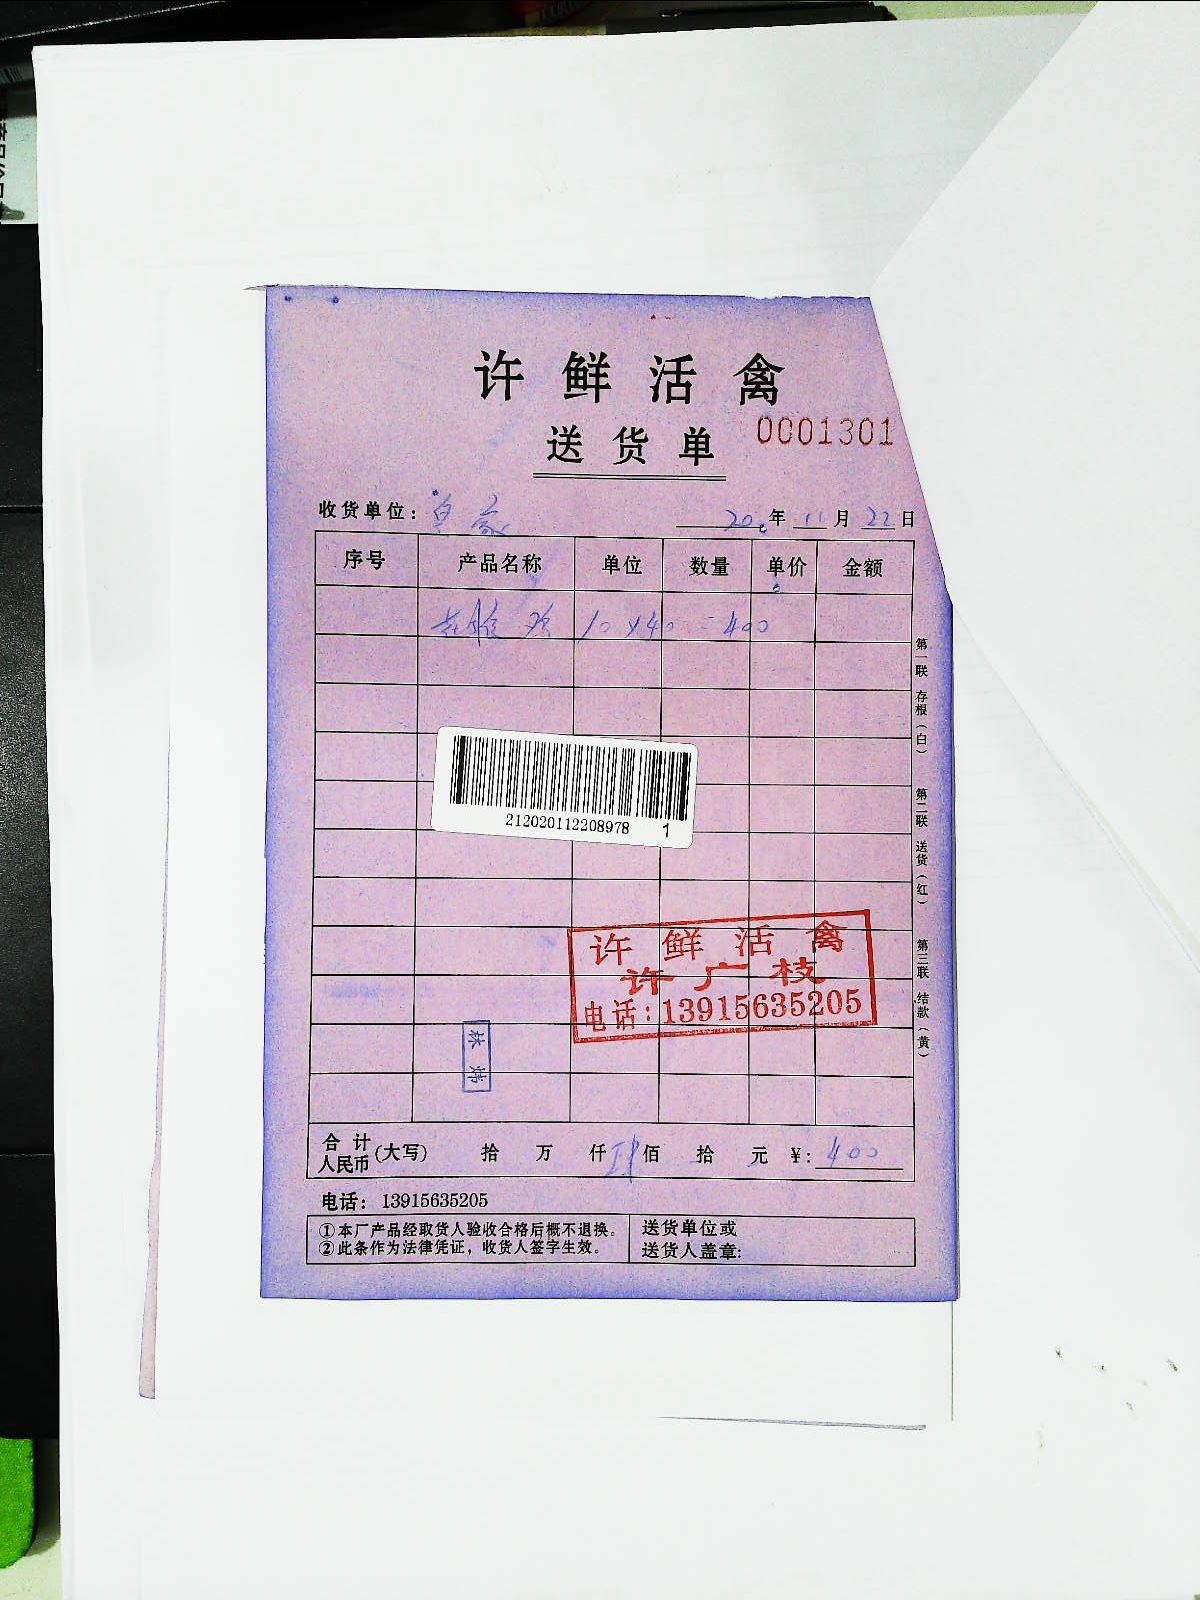 许鲜活禽
送货单
0001301
收货单位: 皇家
20 年 11 月 22 日
序号 产品名称 单位 数量 单价 金额
鸡 10×40=400
第一联 存根(白) 第二联 送货(红) 第三联 结款(黄)
212020112208978 1
许鲜活禽
许广枝
电话:13915635205
合计人民币(大写) 拾 万 仟 肆佰 拾 元 ¥: 400
电话: 13915635205
①本厂产品经取货人验收合格后概不退换。
②此条作为法律凭证, 收货人签字生效。
送货单位或
送货人盖章: